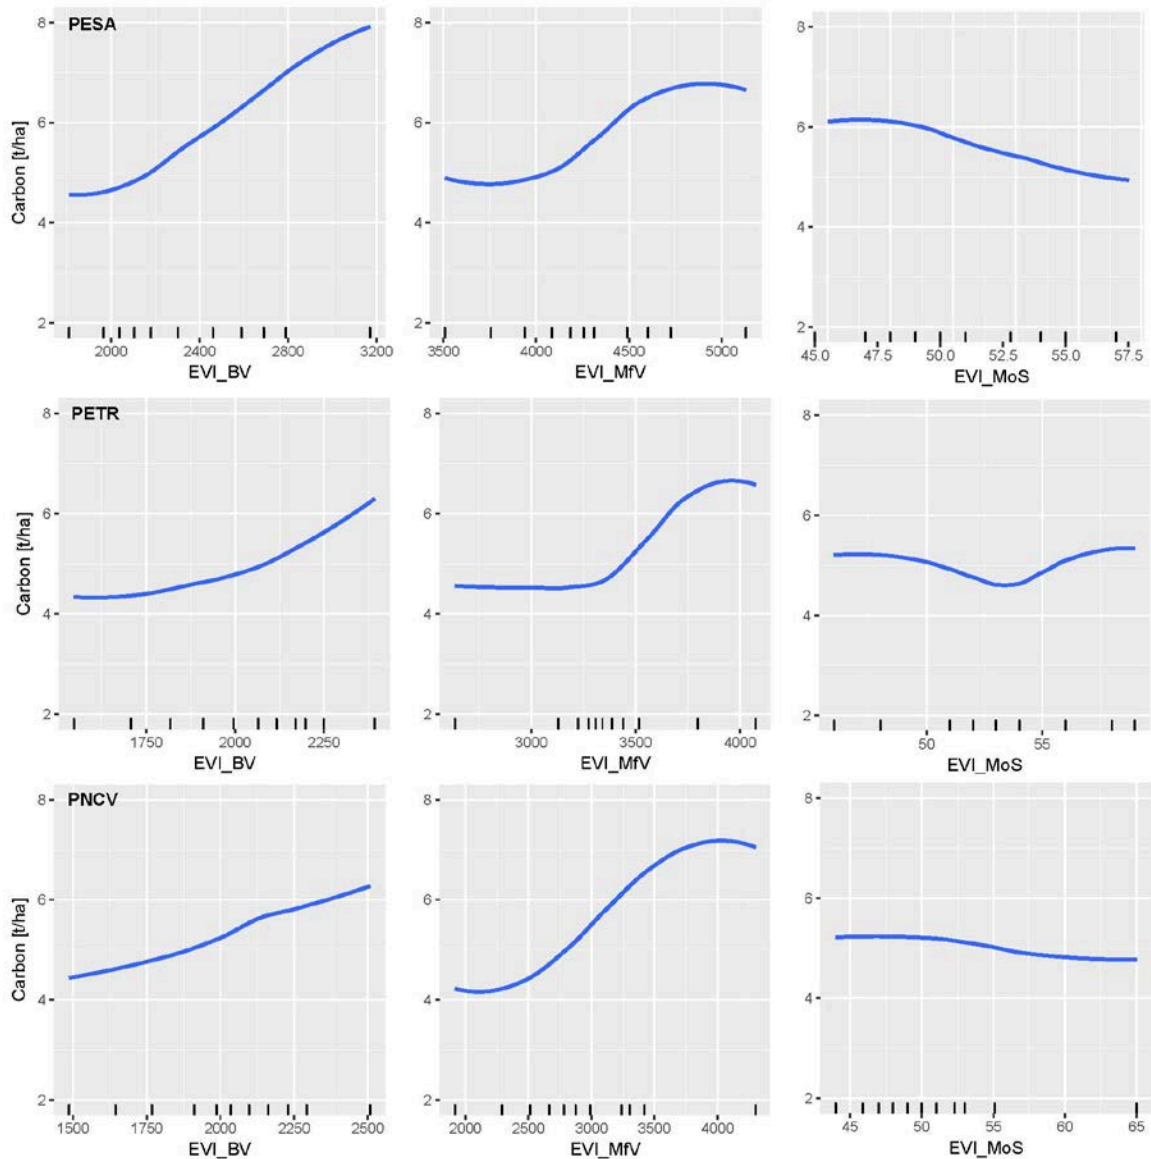 PESA
8
6
4
2
Carbon [t/ha]
2000 2400 2800 3200
EVI_BV
8
6
4
2
3500 4000 4500 5000
EVI_MfV
8
6
4
2
45.0 47.5 50.0 52.5 55.0 57.5
EVI_MoS
PETR
8
6
4
2
Carbon [t/ha]
1750 2000 2250
EVI_BV
8
6
4
2
3000 3500 4000
EVI_MfV
8
6
4
2
50 55
EVI_MoS
PNCV
8
6
4
2
Carbon [t/ha]
1500 1750 2000 2250 2500
EVI_BV
8
6
4
2
2000 2500 3000 3500 4000
EVI_MfV
8
6
4
2
45 50 55 60 65
EVI_MoS